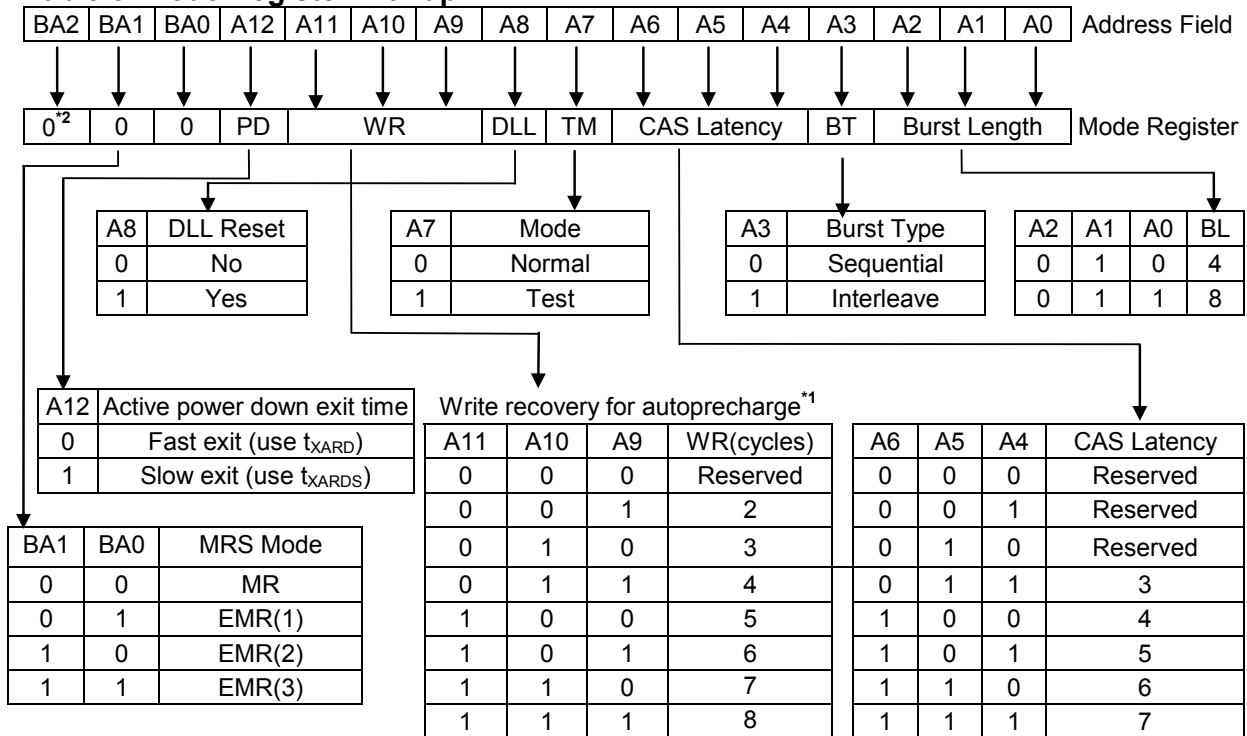 BA2 BA1 BA0 A12 A11 A10 A9 A8 A7 A6 A5 A4 A3 A2 A1 A0 Address Field
0*2 0 0 PD WR DLL TM CAS Latency BT Burst Length Mode Register
A8 DLL Reset
0 No
1 Yes
A7 Mode
0 Normal
1 Test
A3 Burst Type
0 Sequential
1 Interleave
A2 A1 A0 BL
0 1 0 4
0 1 1 8
A12 Active power down exit time
0 Fast exit (use tXARD)
1 Slow exit (use tXARDS)
Write recovery for autoprecharge*1
A11 A10 A9 WR(cycles)
0 0 0 Reserved
0 0 1 2
0 1 0 3
0 1 1 4
1 0 0 5
1 0 1 6
1 1 0 7
1 1 1 8
A6 A5 A4 CAS Latency
0 0 0 Reserved
0 0 1 Reserved
0 1 0 Reserved
0 1 1 3
1 0 0 4
1 0 1 5
1 1 0 6
1 1 1 7
BA1 BA0 MRS Mode
0 0 MR
0 1 EMR(1)
1 0 EMR(2)
1 1 EMR(3)